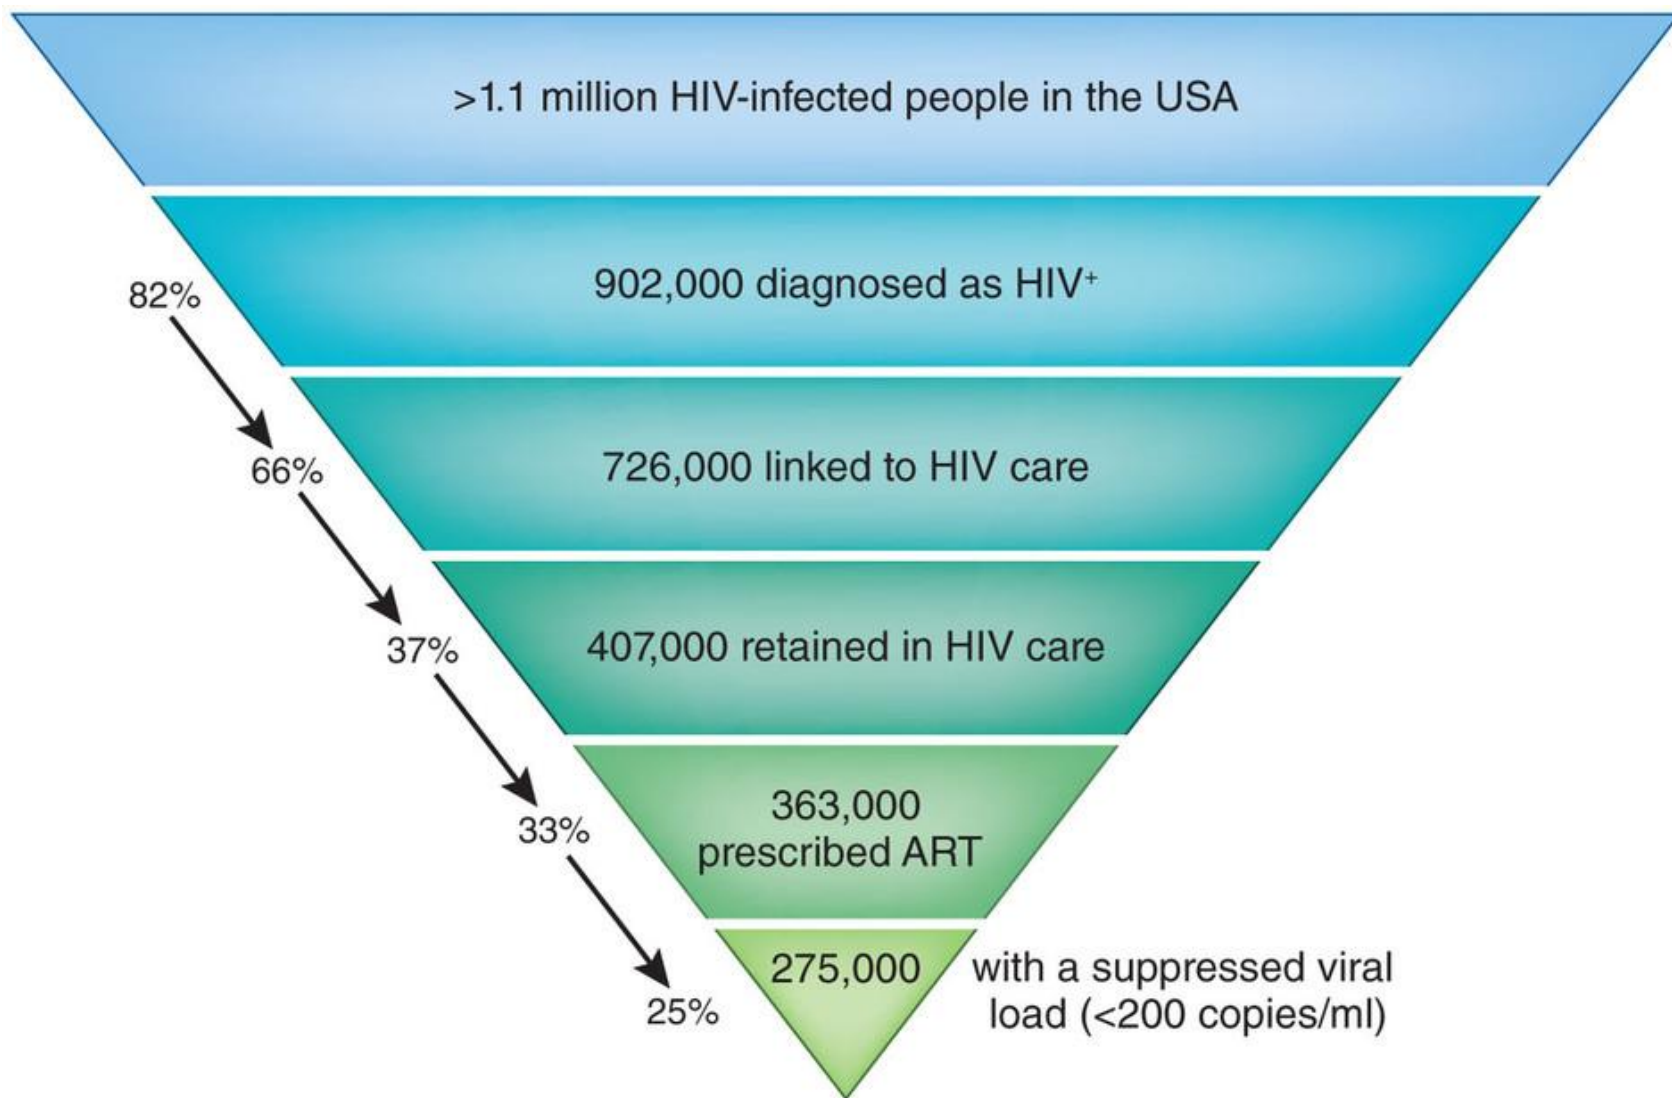 >1.1 million HIV-infected people in the USA
902,000 diagnosed as HIV⁺
82%
726,000 linked to HIV care
66%
407,000 retained in HIV care
37%
363,000
prescribed ART
33%
275,000
with a suppressed viral
load (<200 copies/ml)
25%